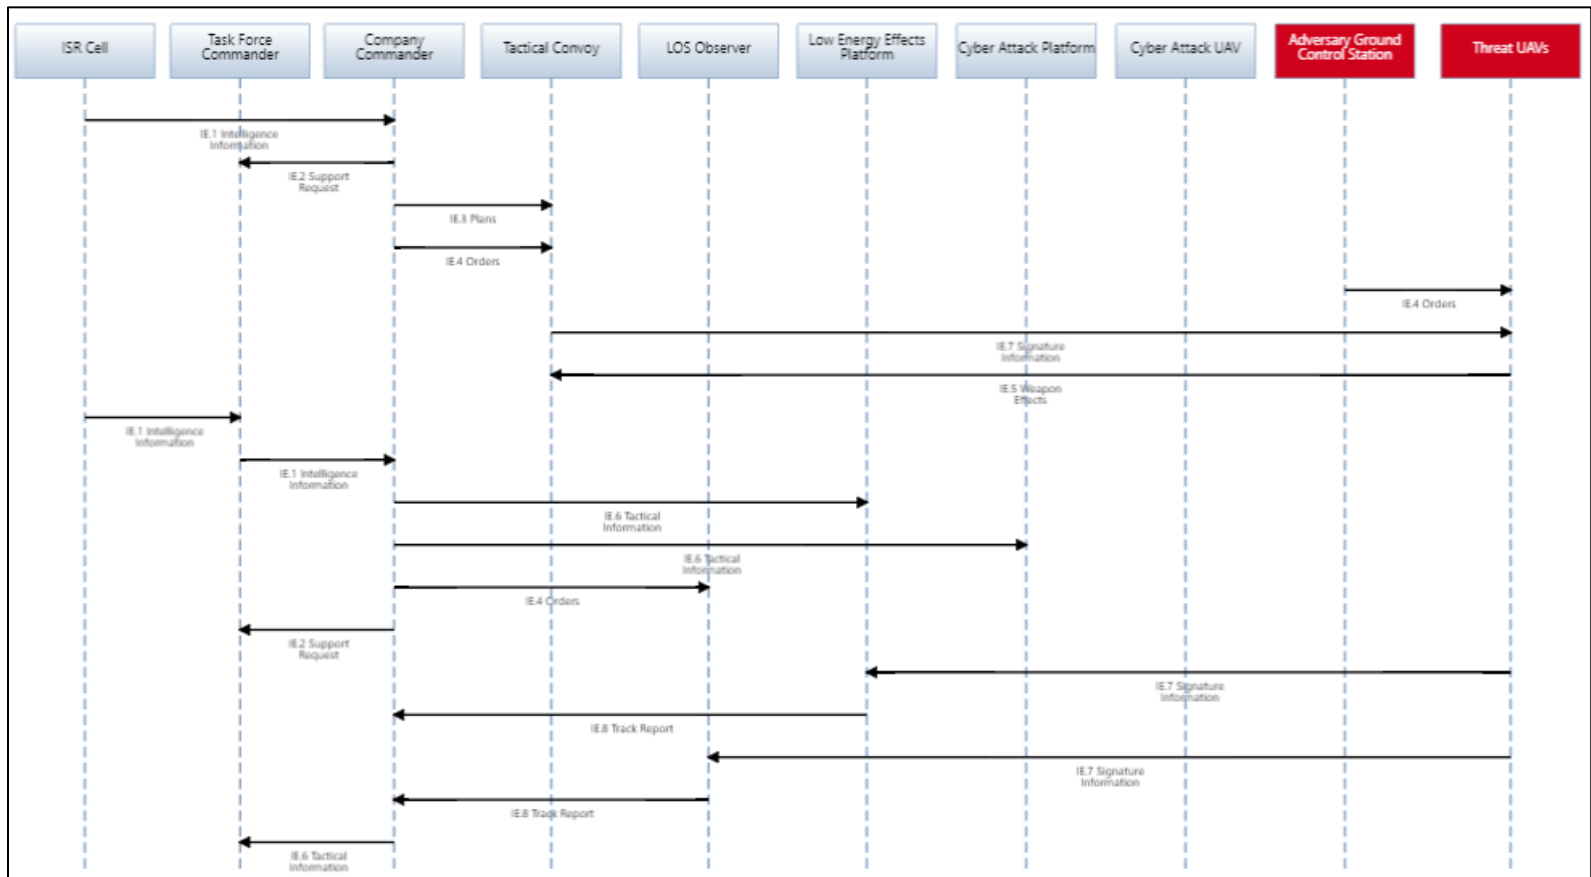 ISR Cell
Task Force
Commander
Company
Commander
Tactical Convoy
LOS Observer
Low Energy Effects
Platform
Cyber Attack Platform
Cyber Attack UAV
Adversary Ground
Control Station
Threat UAVs
IE.1 Intelligence
Information
IE.2 Support
Request
IE.3 Plans
IE.4 Orders
IE.4 Orders
IE.7 Signature
Information
IE.5 Weapon
Effects
IE.1 Intelligence
Information
IE.1 Intelligence
Information
IE.6 Tactical
Information
IE.6 Tactical
Information
IE.4 Orders
IE.2 Support
Request
IE.7 Signature
Information
IE.8 Track Report
IE.7 Signature
Information
IE.8 Track Report
IE.6 Tactical
Information